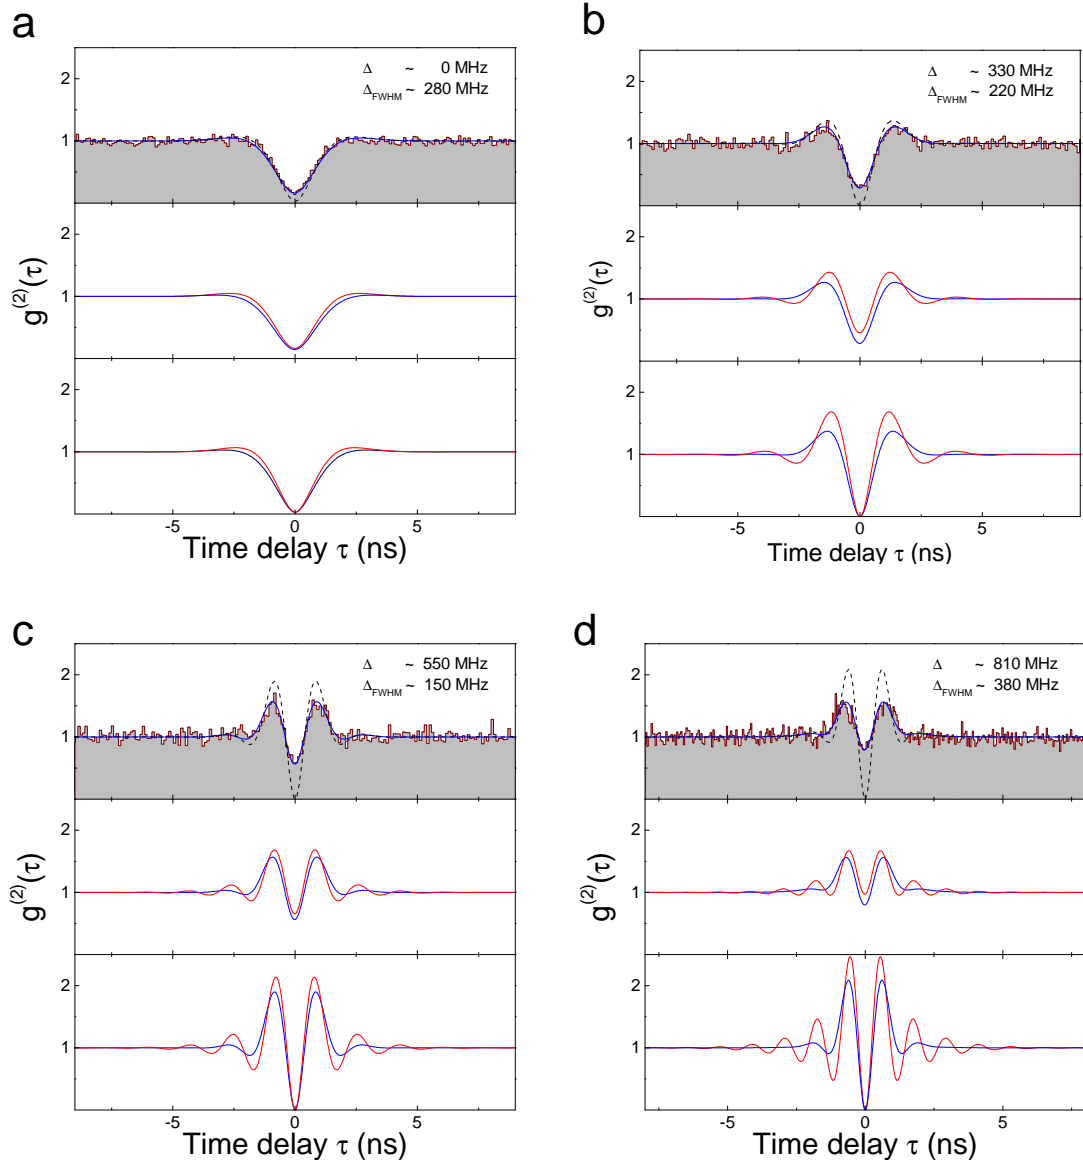 a
Δ ~ 0 MHz
Δ_FWHM ~ 280 MHz
2
1
2
1
2
1
g⁽²⁾(τ)
-5 0 5
Time delay τ (ns)
b
Δ ~ 330 MHz
Δ_FWHM ~ 220 MHz
2
1
2
1
2
1
g⁽²⁾(τ)
-5 0 5
Time delay τ (ns)
c
Δ ~ 550 MHz
Δ_FWHM ~ 150 MHz
2
1
2
1
2
1
g⁽²⁾(τ)
-5 0 5
Time delay τ (ns)
d
Δ ~ 810 MHz
Δ_FWHM ~ 380 MHz
2
1
2
1
2
1
g⁽²⁾(τ)
-5 0 5
Time delay τ (ns)